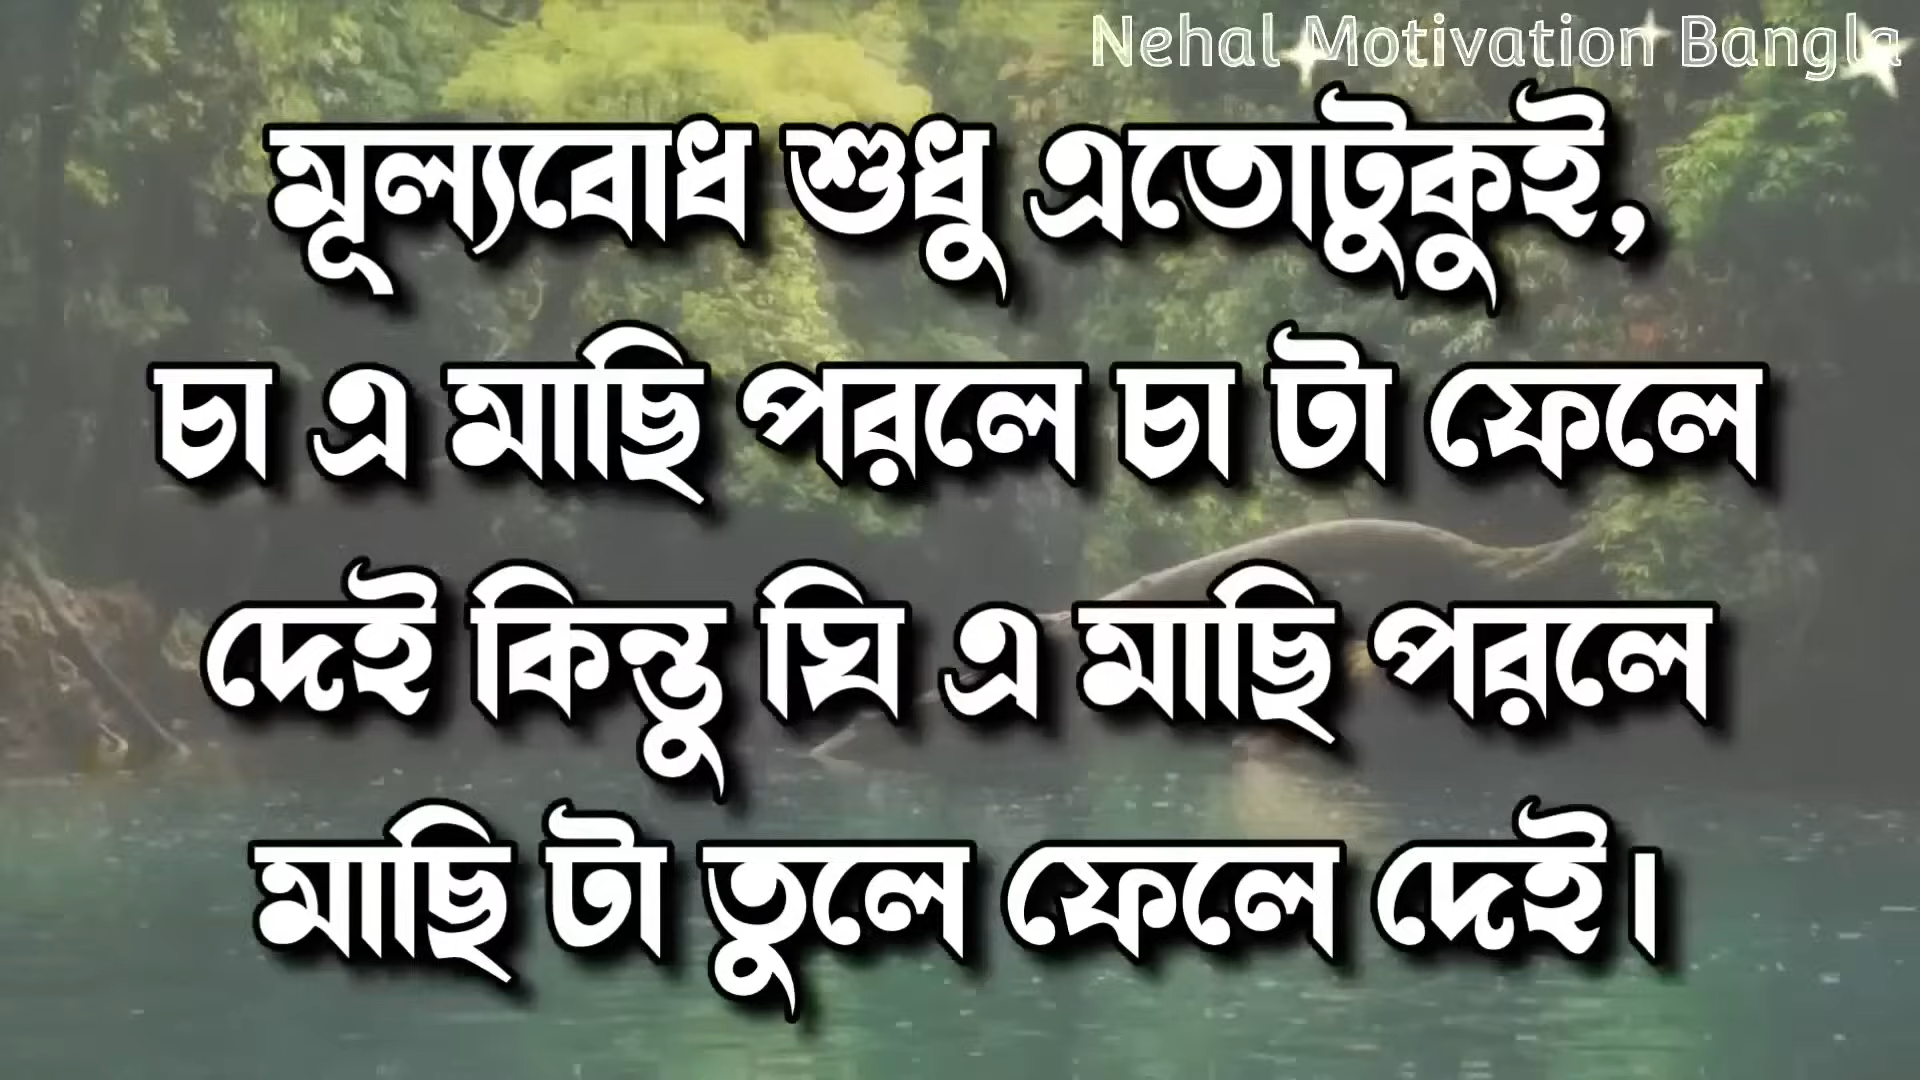 Nehal Motivation Bangla
মূল্যবোধ শুধু এতোটুকুই,
চা এ মাছি পরলে চা টা ফেলে
দেই কিন্তু ঘি এ মাছি পরলে
মাছি টা তুলে ফেলে দেই।